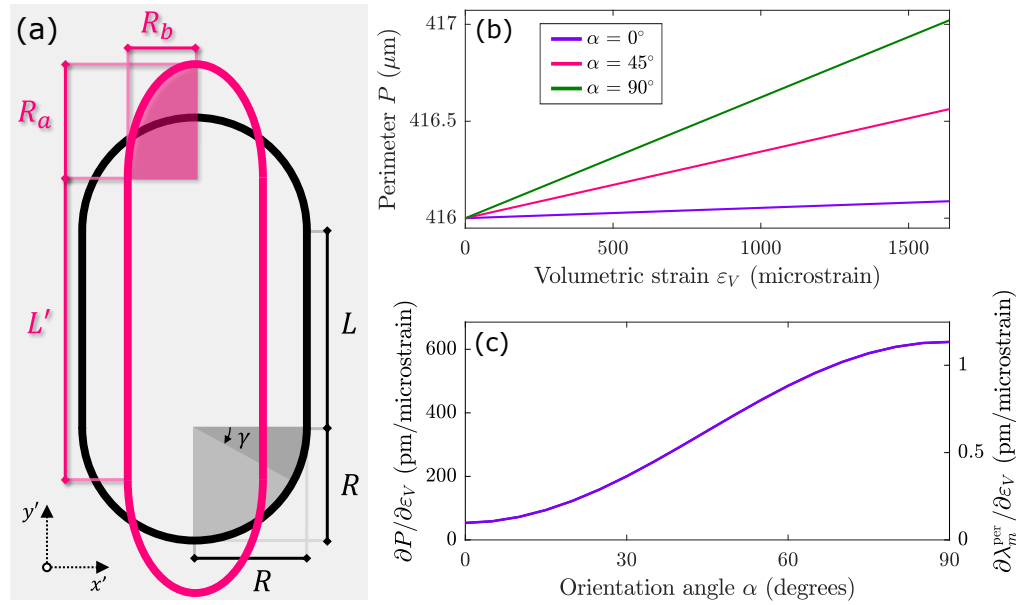 (a)
R_b
R_a
L′
L
γ
R
R
y′
x′
(b)
α = 0°
α = 45°
α = 90°
Perimeter P (μm)
417
416.5
416
0
500
1000
1500
Volumetric strain ε_V (microstrain)
(c)
∂P/∂ε_V (pm/microstrain)
600
400
200
0
1
0.5
0
∂λ_m^per/∂ε_V (pm/microstrain)
0
30
60
90
Orientation angle α (degrees)